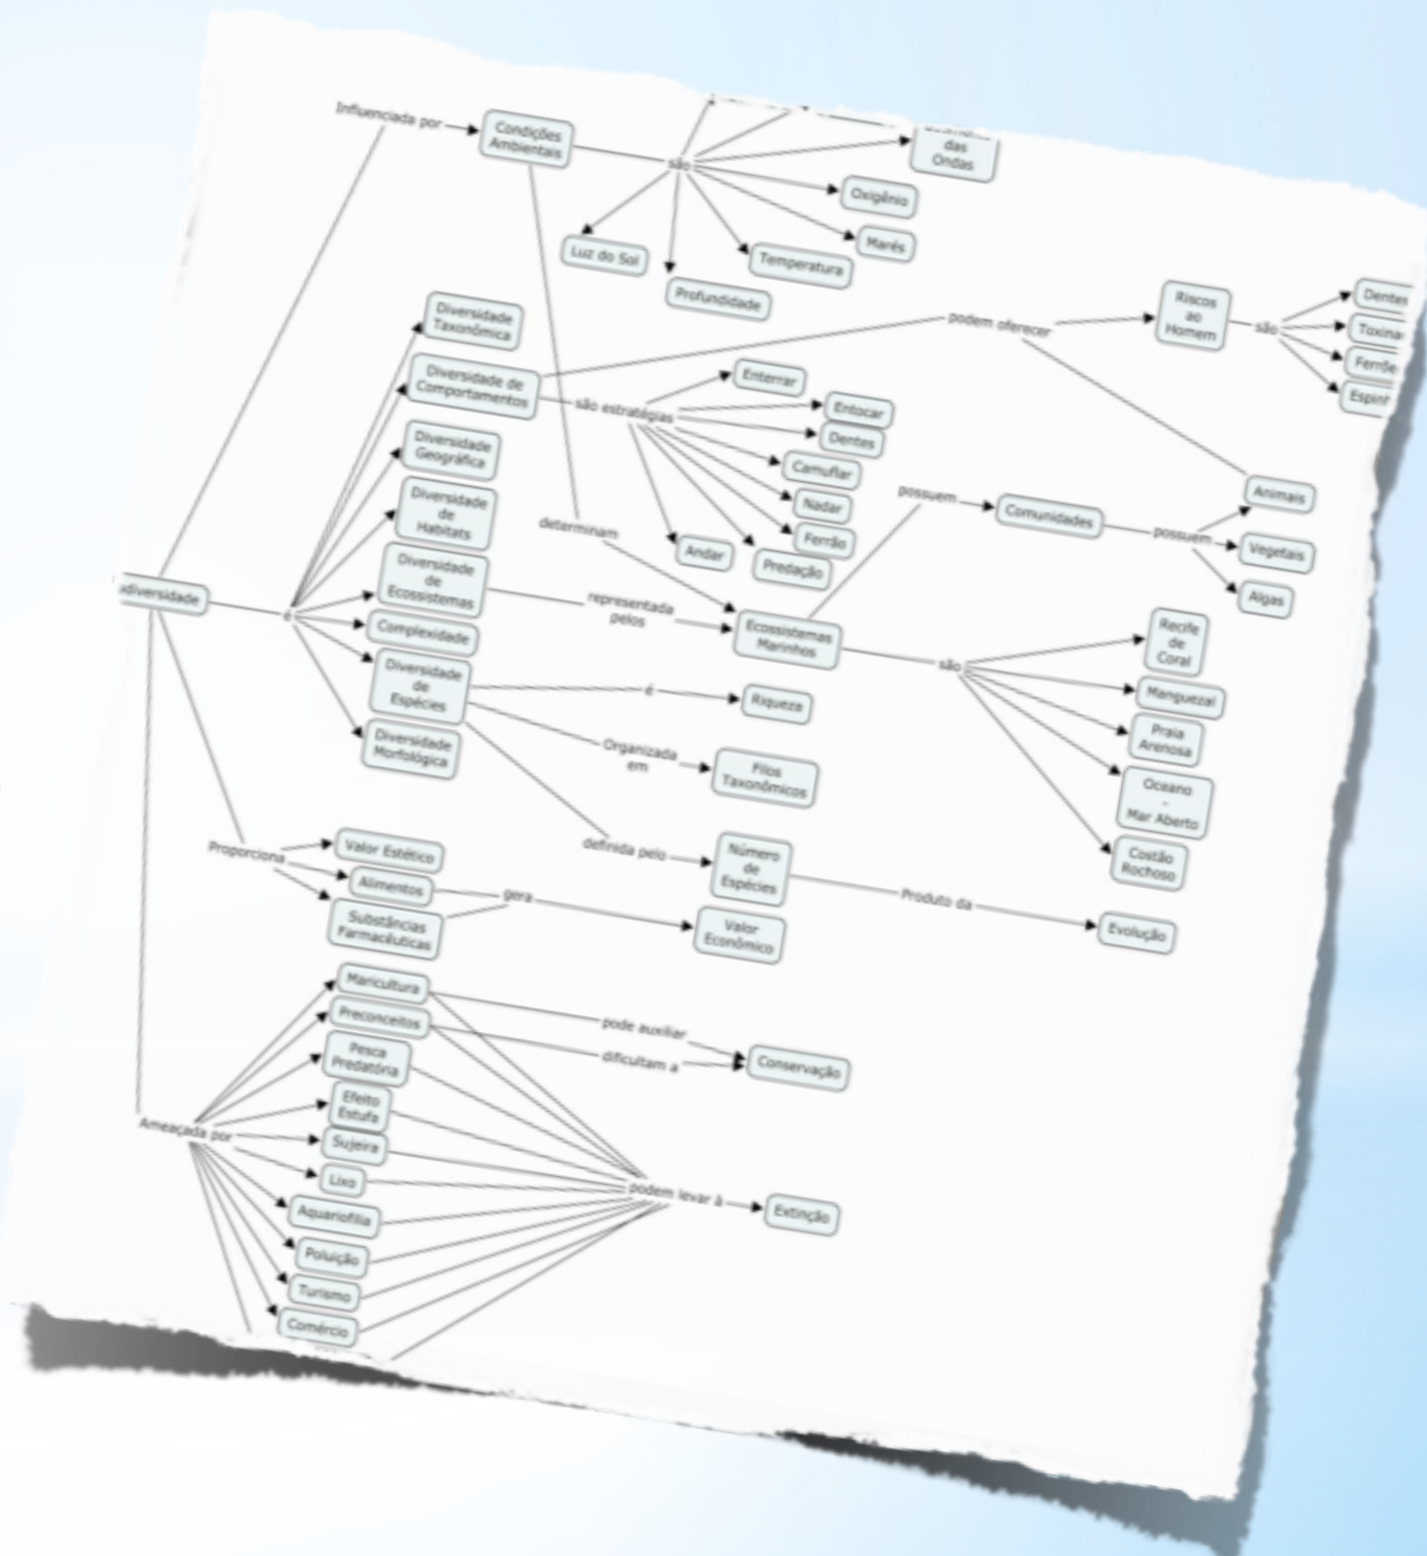 Influenciada por
Condições
Ambientais
são
das
Ondas
Oxigênio
Marés
Temperatura
Luz do Sol
Profundidade
Diversidade
Taxonômica
Diversidade de
Comportamentos
Diversidade
Geográfica
Diversidade
de
Habitats
Diversidade
de
Ecossistemas
Complexidade
Diversidade
de
Espécies
Diversidade
Morfológica
podem oferecer
Riscos
ao
Homem
são
Dentes
são estratégias
Enterrar
Entocar
Dentes
Camuflar
Nadar
Ferrão
Predação
Andar
determinam
possuem
Comunidades
possuem
Animais
Vegetais
Algas
é
representada
pelos
Ecossistemas
Marinhos
são
Recife
de
Coral
Manguezal
Praia
Arenosa
Oceano
-
Mar Aberto
Costão
Rochoso
é
Riqueza
Organizada
em
Filos
Taxonômicos
definida pelo
Número
de
Espécies
Produto da
Evolução
Proporciona
Valor Estético
Alimentos
Substâncias
Farmacêuticas
gera
Valor
Econômico
Ameaçada por
Maricultura
Preconceitos
Pesca
Predatória
Efeito
Estufa
Sujeira
Lixo
Aquariofilia
Poluição
Turismo
Comércio
pode auxiliar
dificultam a
Conservação
podem levar à
Extinção